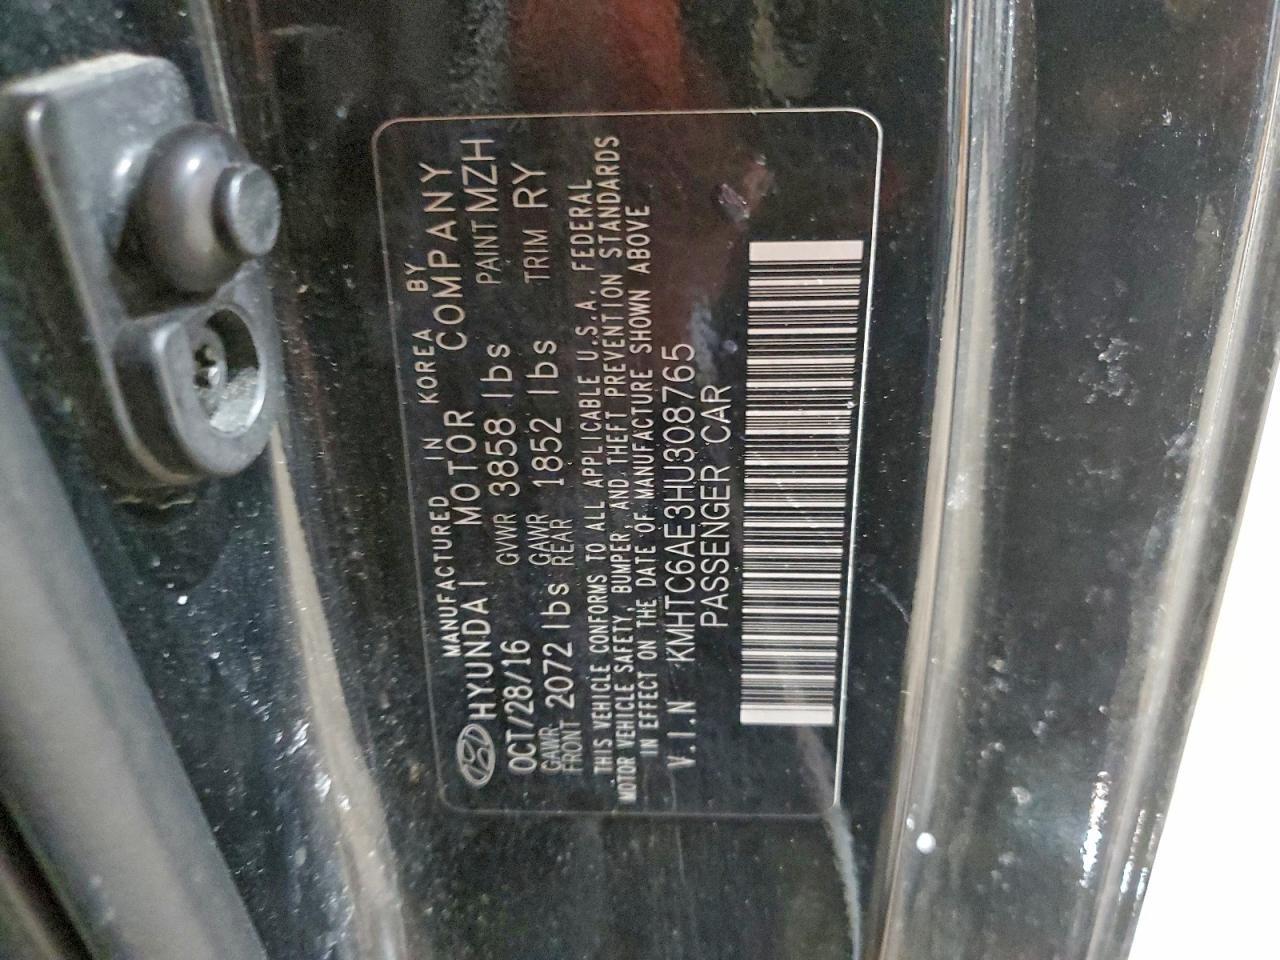 MANUFACTURED IN KOREA BY
HYUNDAI MOTOR COMPANY
OCT/28/16 GVWR 3858 lbs PAINT MZH
GAWR FRONT 2072 lbs GAWR REAR 1852 lbs TRIM RY
THIS VEHICLE CONFORMS TO ALL APPLICABLE U.S.A. FEDERAL
MOTOR VEHICLE SAFETY, BUMPER, AND THEFT PREVENTION STANDARDS
IN EFFECT ON THE DATE OF MANUFACTURE SHOWN ABOVE
V.I.N KMHTC6AE3HU308765
PASSENGER CAR